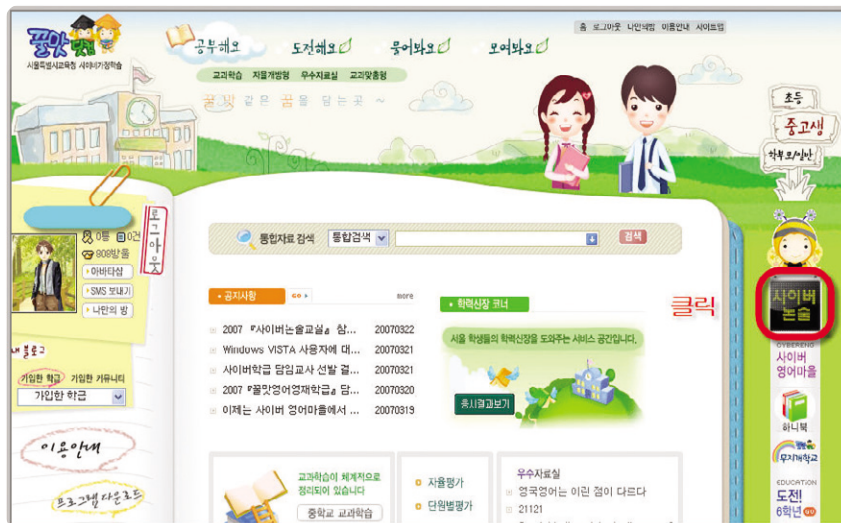 홈 로그아웃 나만의방 이용안내 사이트맵
꿀맛닷컴
서울특별시교육청 사이버가정학습
공부해요 도전해요 물어봐요 모여봐요
교과학습 자율개방형 우수자료실 교과맞춤형
꿀맛 같은 꿈을 담는곳 ~
초등
중고생
학부모/일반
로그아웃
0통 0건
808방울
아바타샵
SMS 보내기
나만의 방
내 블로그
가입한 학급 가입한 커뮤니티
가입한 학급
이용안내
프로그램 다운로드
통합자료 검색 통합검색 검색
공지사항 GO more
2007 『사이버논술교실』 참... 20070322
Windows VISTA 사용자에 대... 20070321
사이버학급 담임교사 선발 결... 20070321
2007 『꿀맛영어영재학급』 담... 20070320
이제는 사이버 영어마을에서 ... 20070319
학력신장 코너
서울 학생들의 학력신장을 도와주는 서비스 공간입니다.
응시결과보기
클릭
사이버
논술
CYBERENG
사이버
영어마을
하니북
무지개학교
EDUCATION
도전!
6학년 GO
교과학습이 체계적으로
정리되어 있습니다
중학교 교과학습
자율평가
단원별평가
우수자료실
영국영어는 이런 점이 다르다
21121